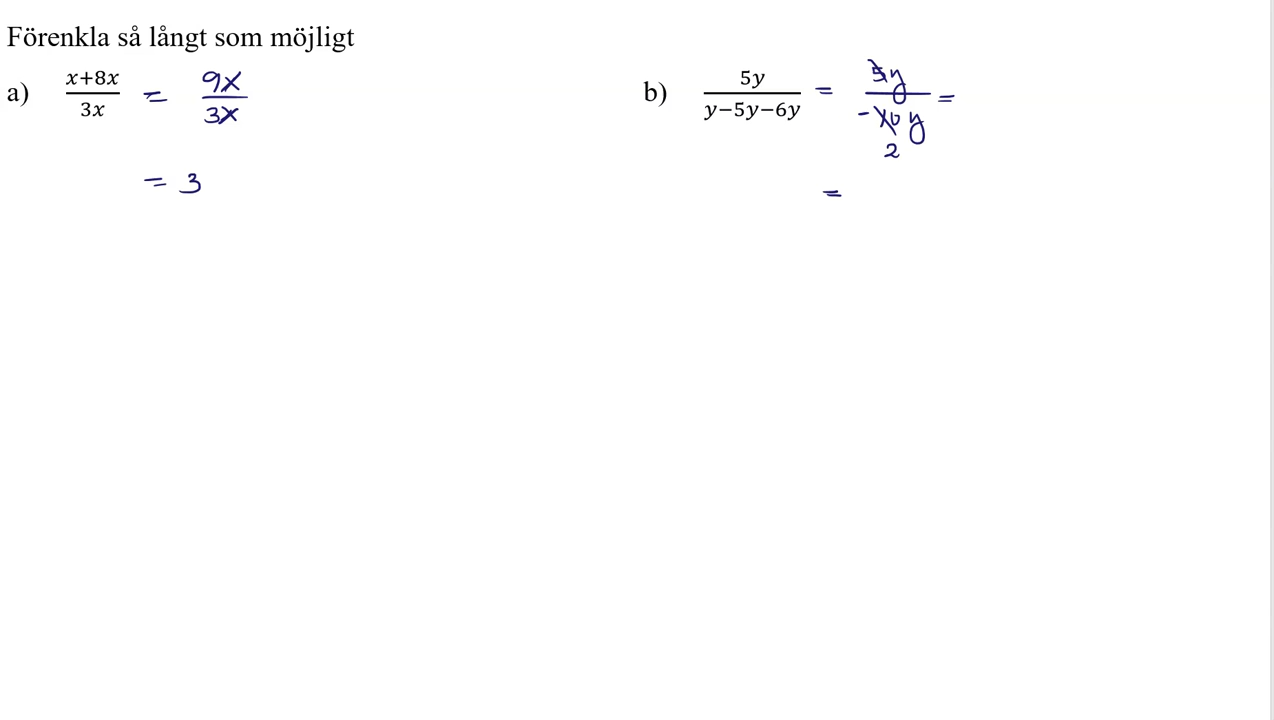 Förenkla så långt som möjligt
a) x+8x / 3x = 9x / 3x
= 3
b) 5y / y−5y−6y = 5y / -10y =
2
=